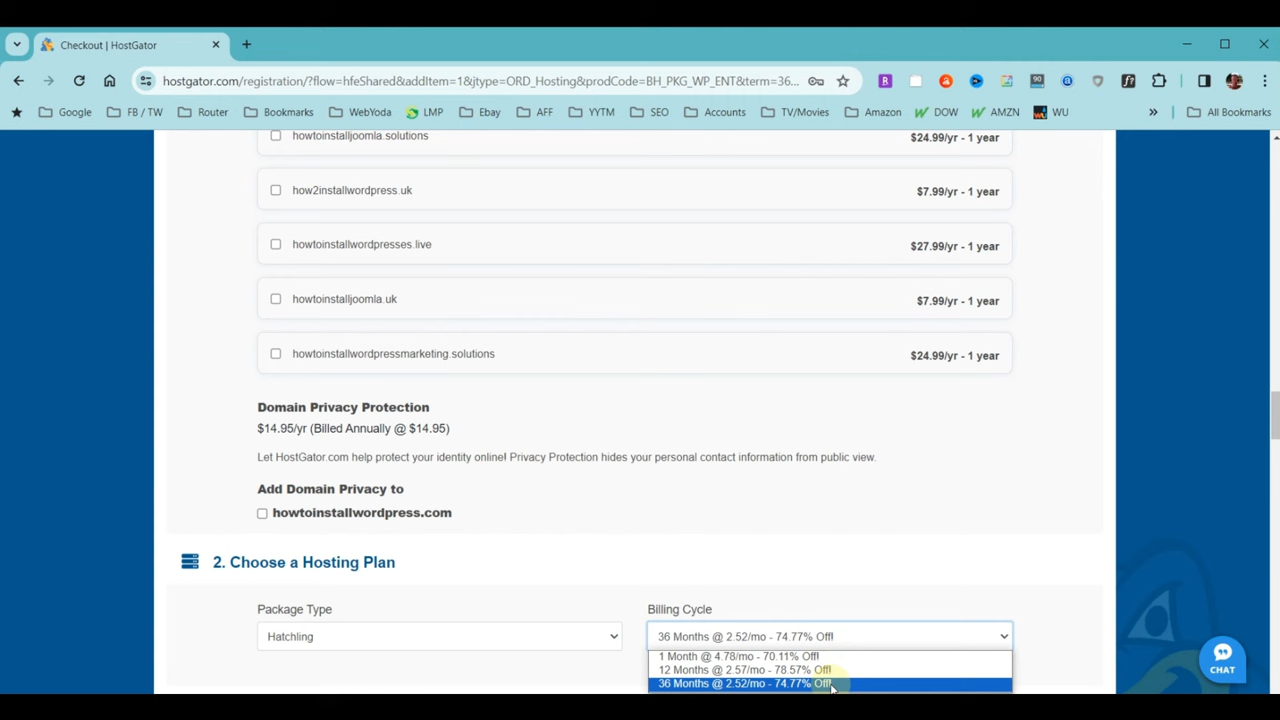 Checkout | HostGator
hostgator.com/registration/?flow=hfeShared&addItem=1&jtype=ORD_Hosting&prodCode=BH_PKG_WP_ENT&term=36...
Google FB / TW Router Bookmarks WebYoda LMP Ebay AFF YYTM SEO Accounts TV/Movies Amazon DOW AMZN WU » All Bookmarks
howtoinstalljoomla.solutions $24.99/yr - 1 year
how2installwordpress.uk $7.99/yr - 1 year
howtoinstallwordpresses.live $27.99/yr - 1 year
howtoinstalljoomla.uk $7.99/yr - 1 year
howtoinstallwordpressmarketing.solutions $24.99/yr - 1 year
Domain Privacy Protection
$14.95/yr (Billed Annually @ $14.95)
Let HostGator.com help protect your identity online! Privacy Protection hides your personal contact information from public view.
Add Domain Privacy to
howtoinstallwordpress.com
2. Choose a Hosting Plan
Package Type Billing Cycle
Hatchling 36 Months @ 2.52/mo - 74.77% Off!
1 Month @ 4.78/mo - 70.11% Off!
12 Months @ 2.57/mo - 78.57% Off!
36 Months @ 2.52/mo - 74.77% Off!
CHAT